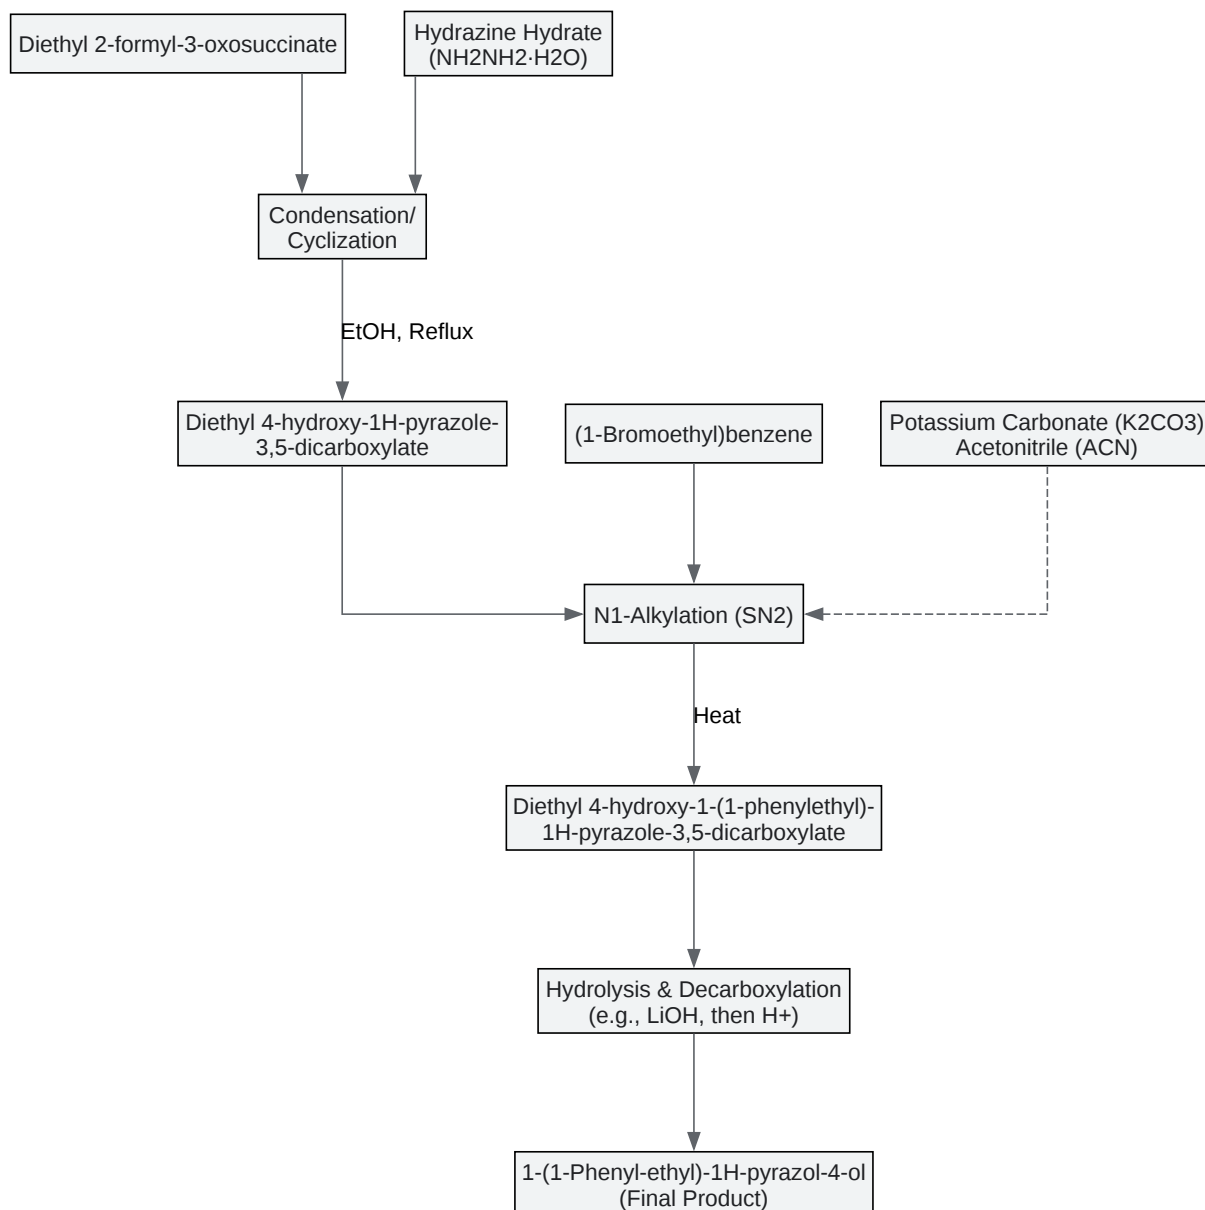 Diethyl 2-formyl-3-oxosuccinate
Hydrazine Hydrate
(NH2NH2·H2O)
Condensation/
Cyclization
EtOH, Reflux
Diethyl 4-hydroxy-1H-pyrazole-
3,5-dicarboxylate
(1-Bromoethyl)benzene
Potassium Carbonate (K2CO3)
Acetonitrile (ACN)
N1-Alkylation (SN2)
Heat
Diethyl 4-hydroxy-1-(1-phenylethyl)-
1H-pyrazole-3,5-dicarboxylate
Hydrolysis & Decarboxylation
(e.g., LiOH, then H+)
1-(1-Phenyl-ethyl)-1H-pyrazol-4-ol
(Final Product)